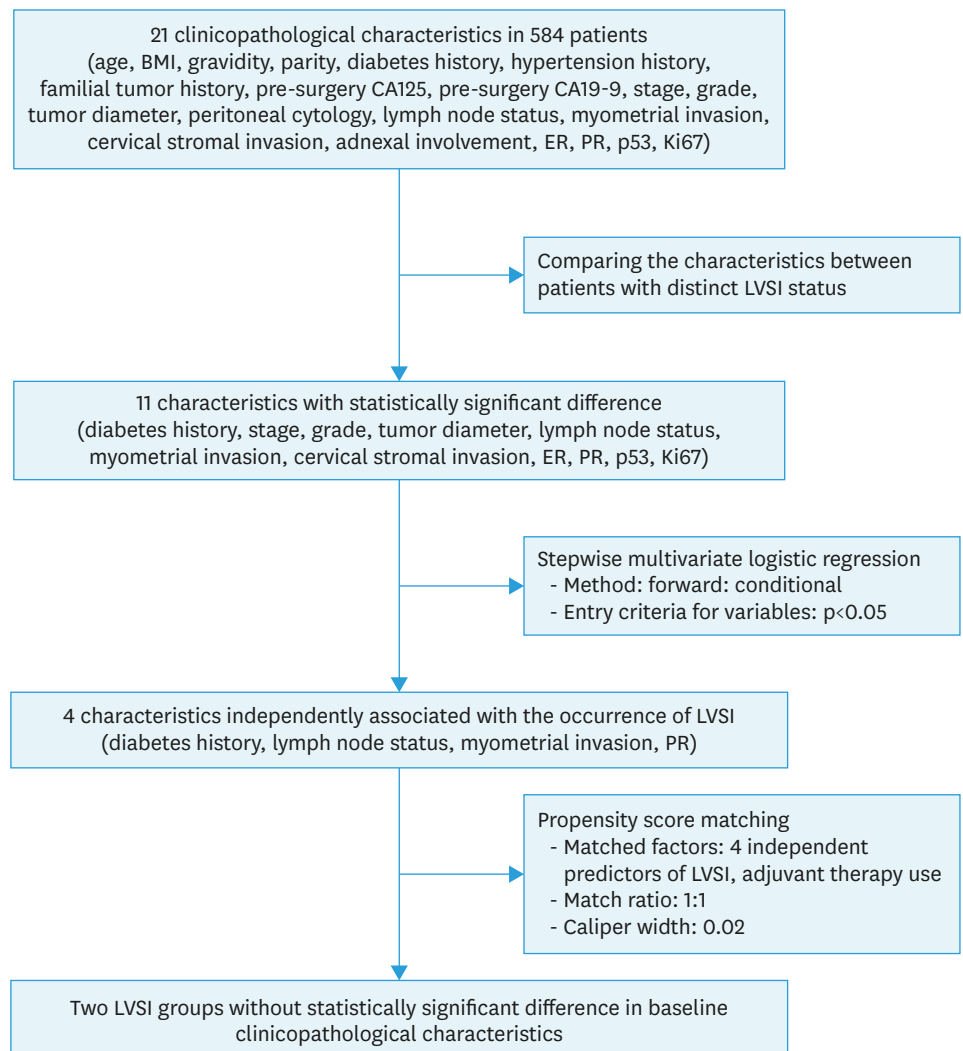 21 clinicopathological characteristics in 584 patients
(age, BMI, gravidity, parity, diabetes history, hypertension history,
familial tumor history, pre-surgery CA125, pre-surgery CA19-9, stage, grade,
tumor diameter, peritoneal cytology, lymph node status, myometrial invasion,
cervical stromal invasion, adnexal involvement, ER, PR, p53, Ki67)
Comparing the characteristics between
patients with distinct LVSI status
11 characteristics with statistically significant difference
(diabetes history, stage, grade, tumor diameter, lymph node status,
myometrial invasion, cervical stromal invasion, ER, PR, p53, Ki67)
Stepwise multivariate logistic regression
- Method: forward: conditional
- Entry criteria for variables: p<0.05
4 characteristics independently associated with the occurrence of LVSI
(diabetes history, lymph node status, myometrial invasion, PR)
Propensity score matching
- Matched factors: 4 independent
predictors of LVSI, adjuvant therapy use
- Match ratio: 1:1
- Caliper width: 0.02
Two LVSI groups without statistically significant difference in baseline
clinicopathological characteristics